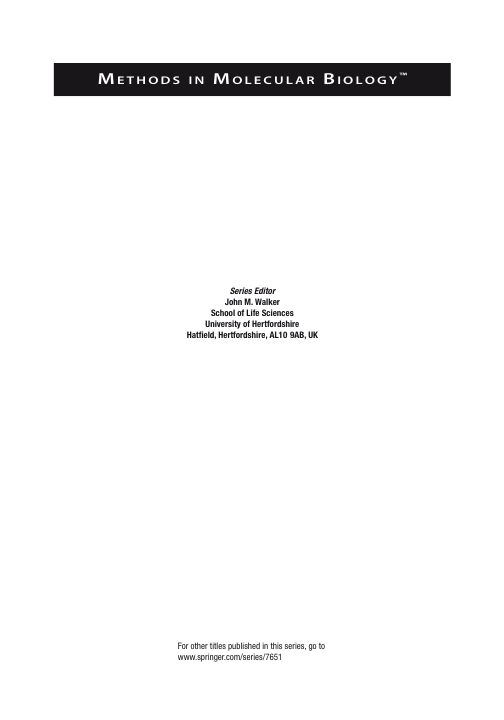 METHODS IN MOLECULAR BIOLOGY™
Series Editor
John M. Walker
School of Life Sciences
University of Hertfordshire
Hatfield, Hertfordshire, AL10 9AB, UK
For other titles published in this series, go to
www.springer.com/series/7651